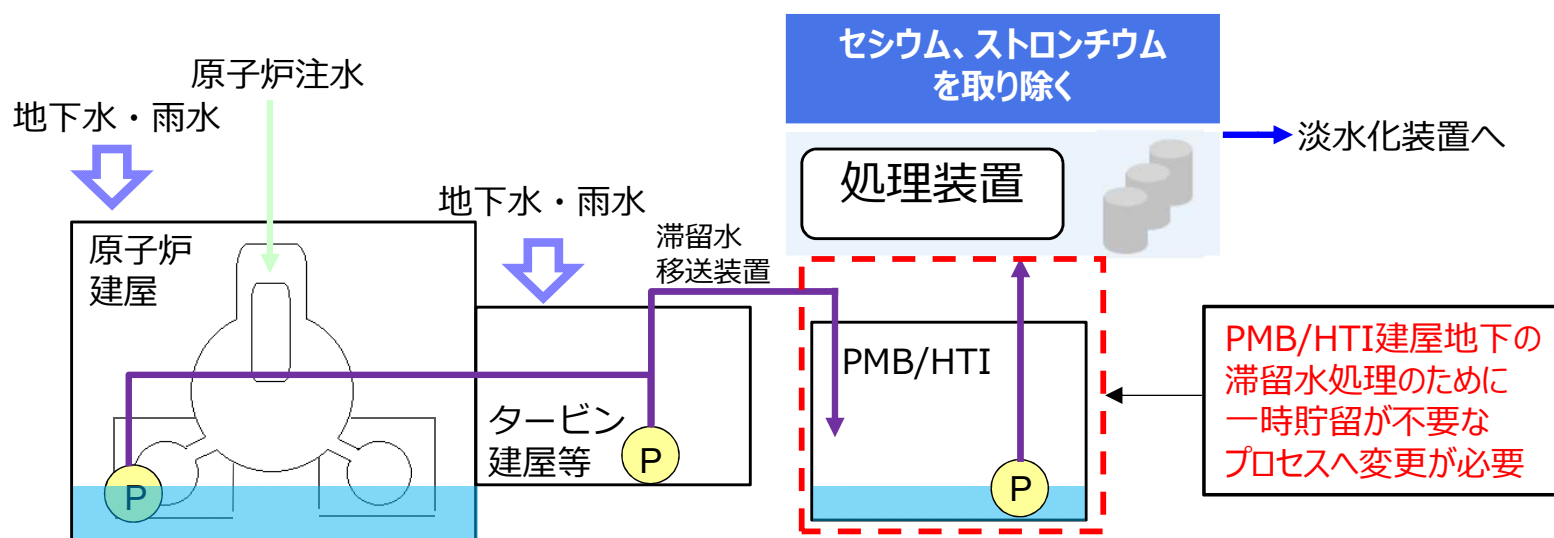 セシウム、ストロンチウム
を取り除く
原子炉注水
地下水・雨水
淡水化装置へ
処理装置
地下水・雨水
原子炉
建屋
滞留水
移送装置
PMB/HTI
PMB/HTI建屋地下の
滞留水処理のために
一時貯留が不要な
プロセスへ変更が必要
タービン
建屋等
P
P
P